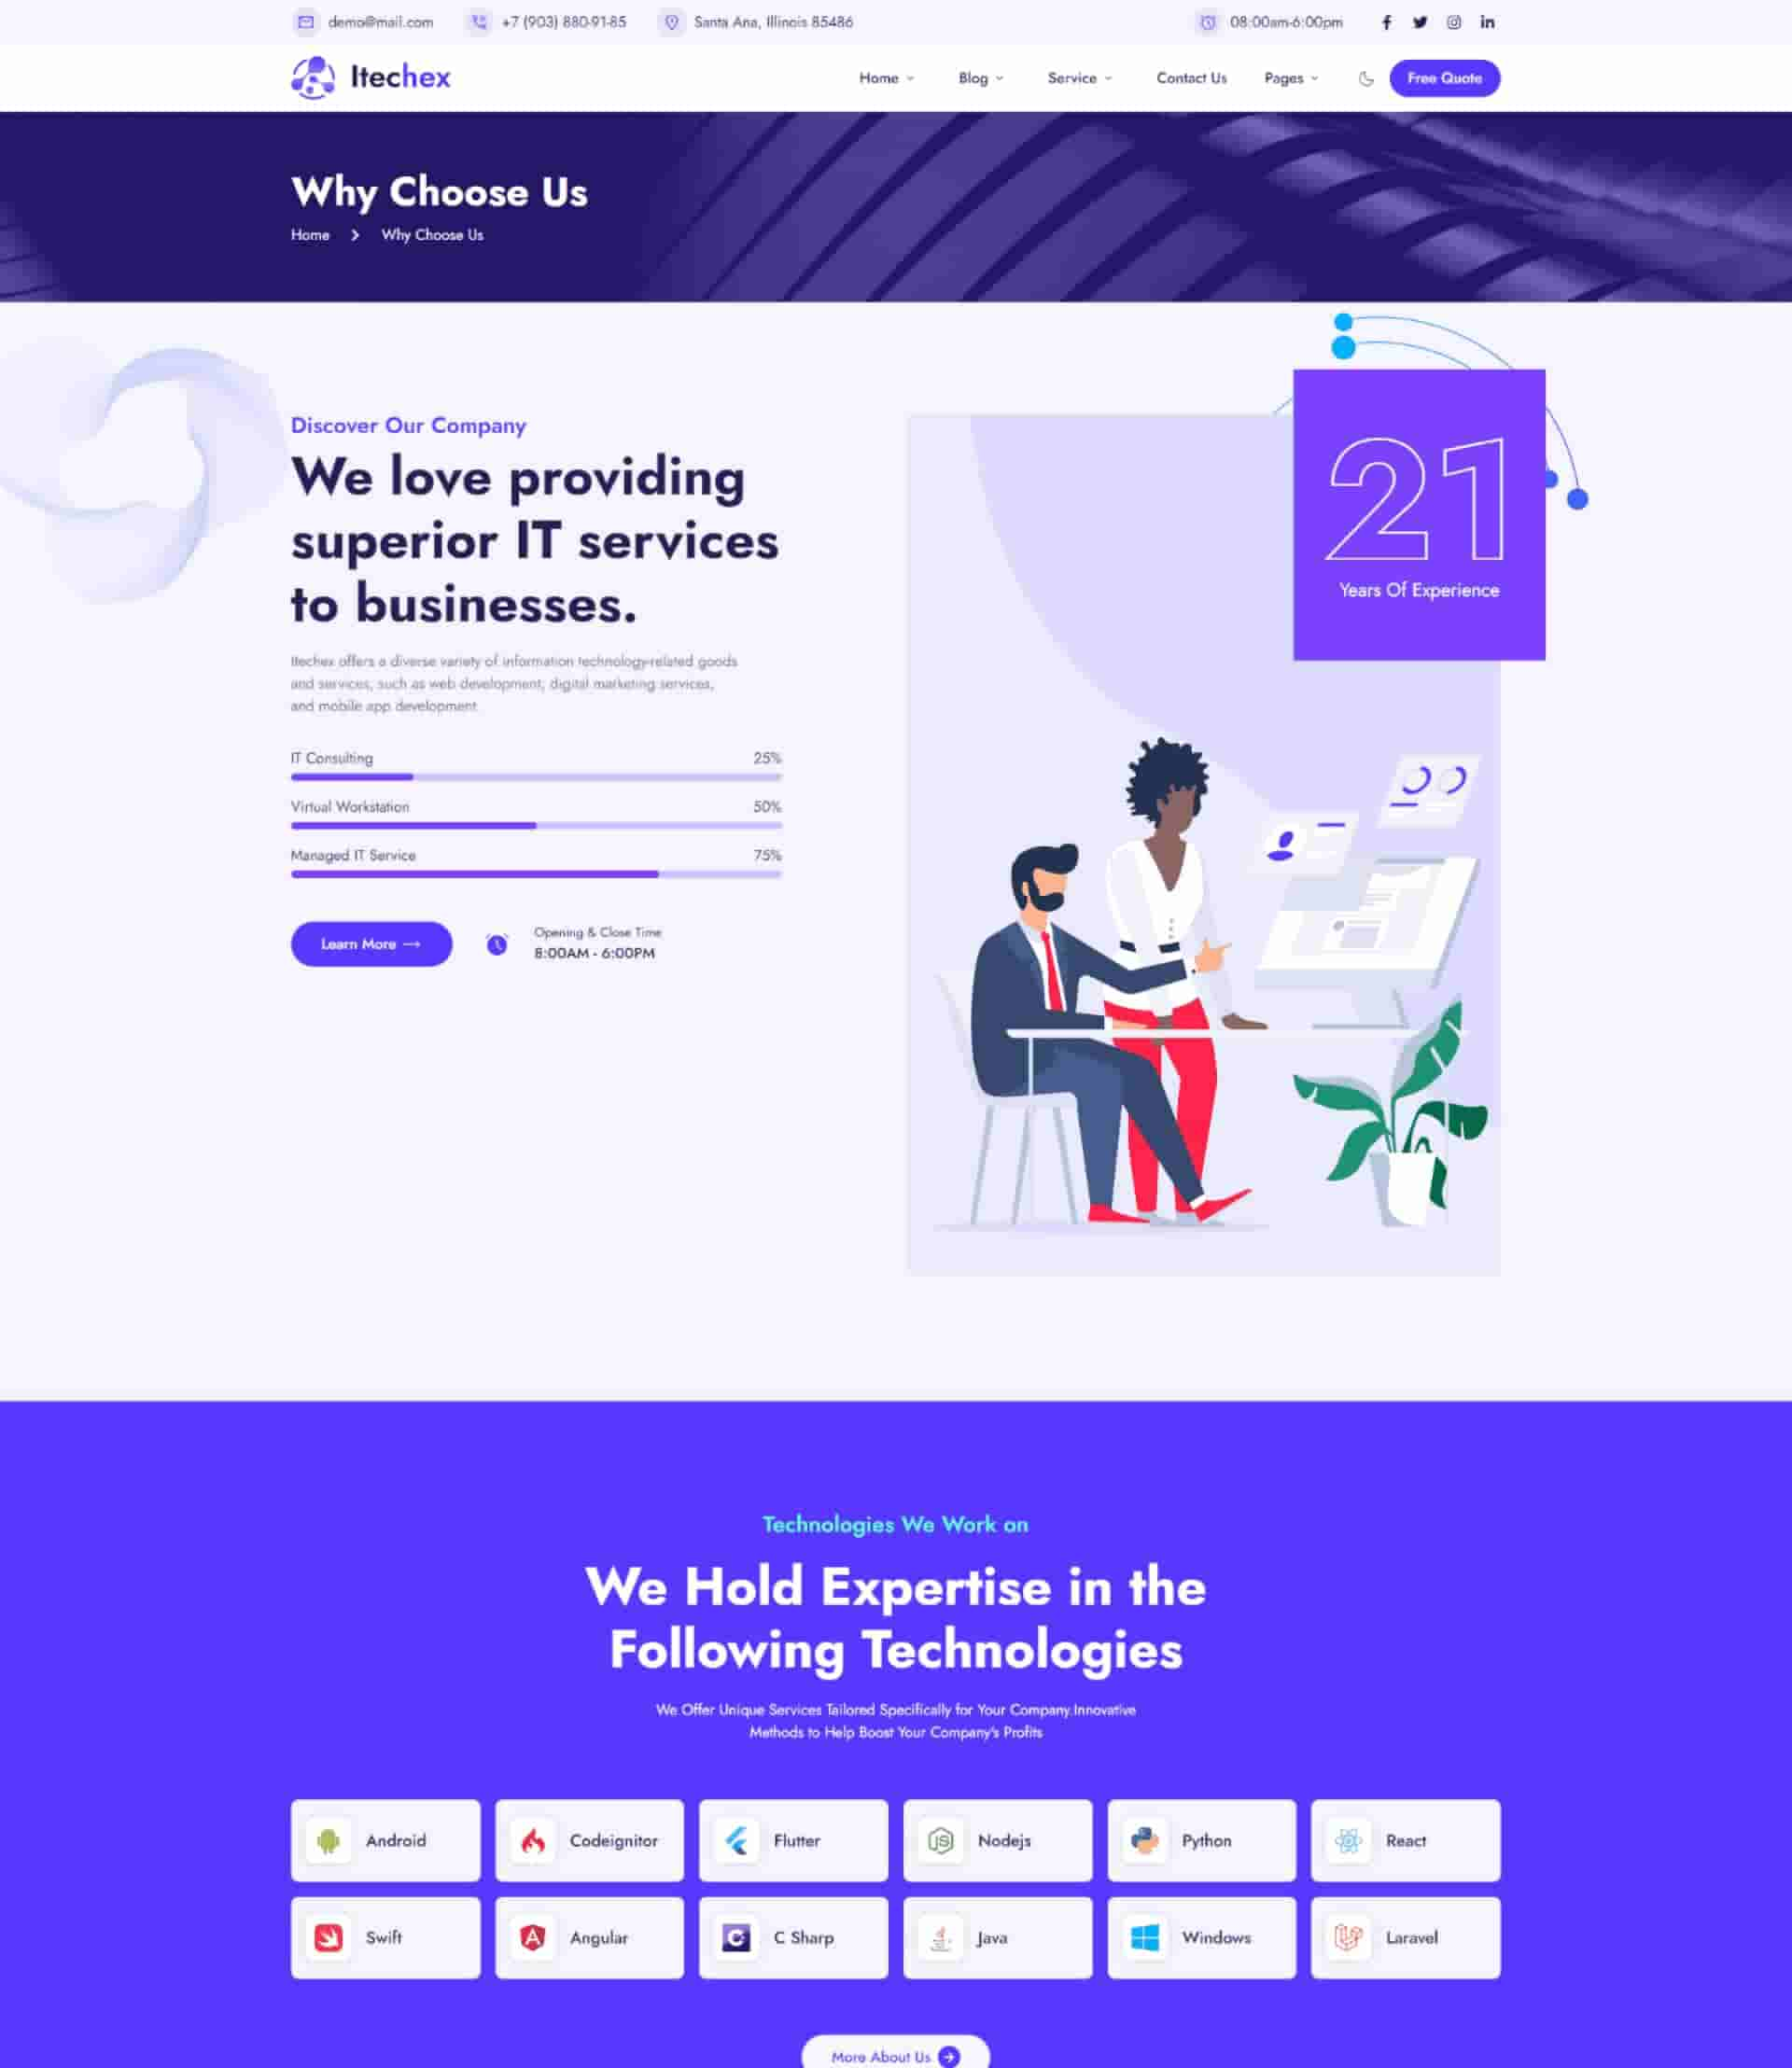 demo@mail.com +7 (903) 880-91-85 Santa Ana, Illinois 85486 08:00am-6:00pm
Itechex Home Blog Service Contact Us Pages Free Quote
Why Choose Us
Home > Why Choose Us
Discover Our Company
We love providing
superior IT services
to businesses.
Itechex offers a diverse variety of information technology-related goods
and services, such as web development, digital marketing services,
and mobile app development.
IT Consulting 25%
Virtual Workstation 50%
Managed IT Service 75%
Learn More → Opening & Close Time
8:00AM - 6:00PM
21
Years Of Experience
Technologies We Work on
We Hold Expertise in the
Following Technologies
We Offer Unique Services Tailored Specifically for Your Company.Innovative
Methods to Help Boost Your Company's Profits
Android Codeignitor Flutter Nodejs Python React
Swift Angular C Sharp Java Windows Laravel
More About Us